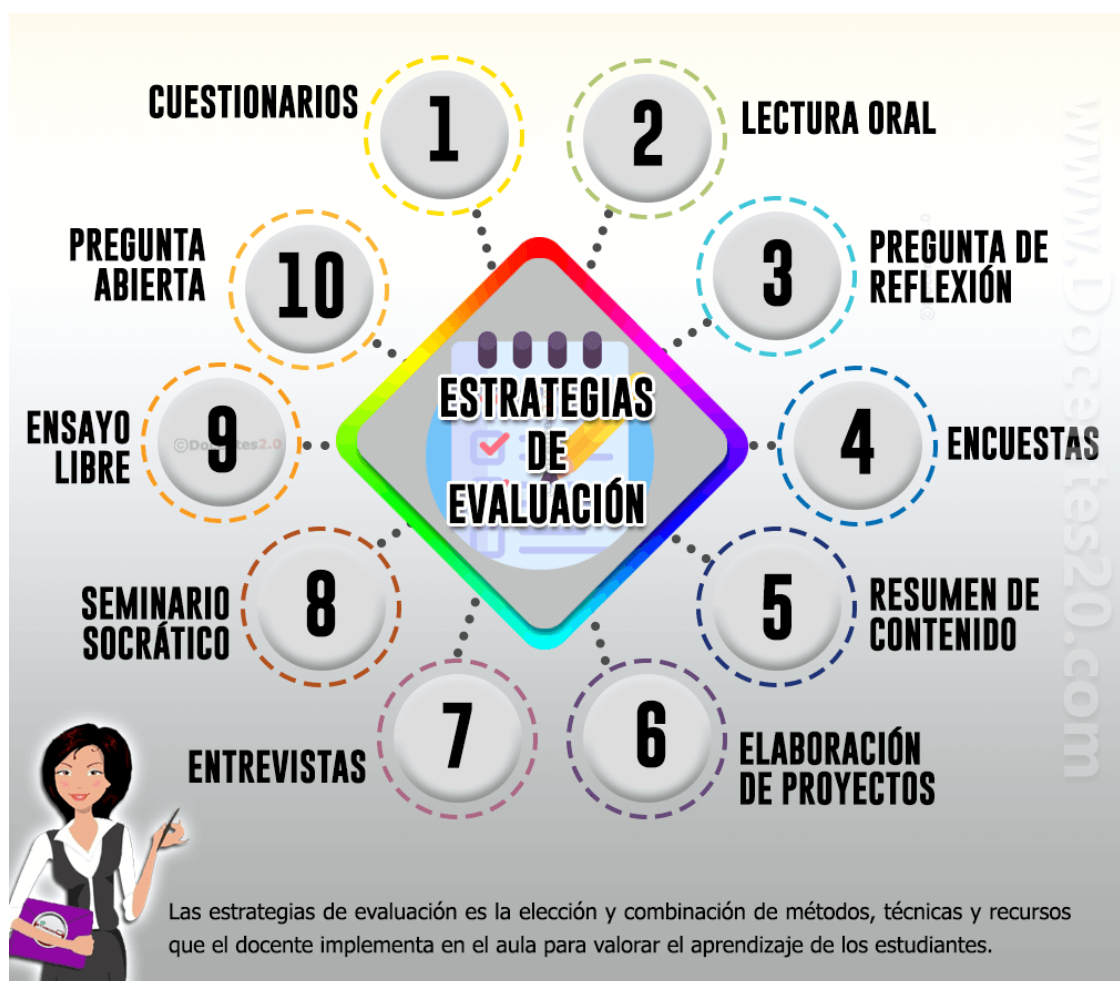 CUESTIONARIOS
1
2
LECTURA ORAL
3
PREGUNTA DE
REFLEXIÓN
4
ENCUESTAS
5
RESUMEN DE
CONTENIDO
6
ELABORACIÓN
DE PROYECTOS
7
ENTREVISTAS
8
SEMINARIO
SOCRÁTICO
9
ENSAYO
LIBRE
10
PREGUNTA
ABIERTA
ESTRATEGIAS
DE
EVALUACIÓN
©Docentes2.0
www.Docentes20.com
Las estrategias de evaluación es la elección y combinación de métodos, técnicas y recursos
que el docente implementa en el aula para valorar el aprendizaje de los estudiantes.